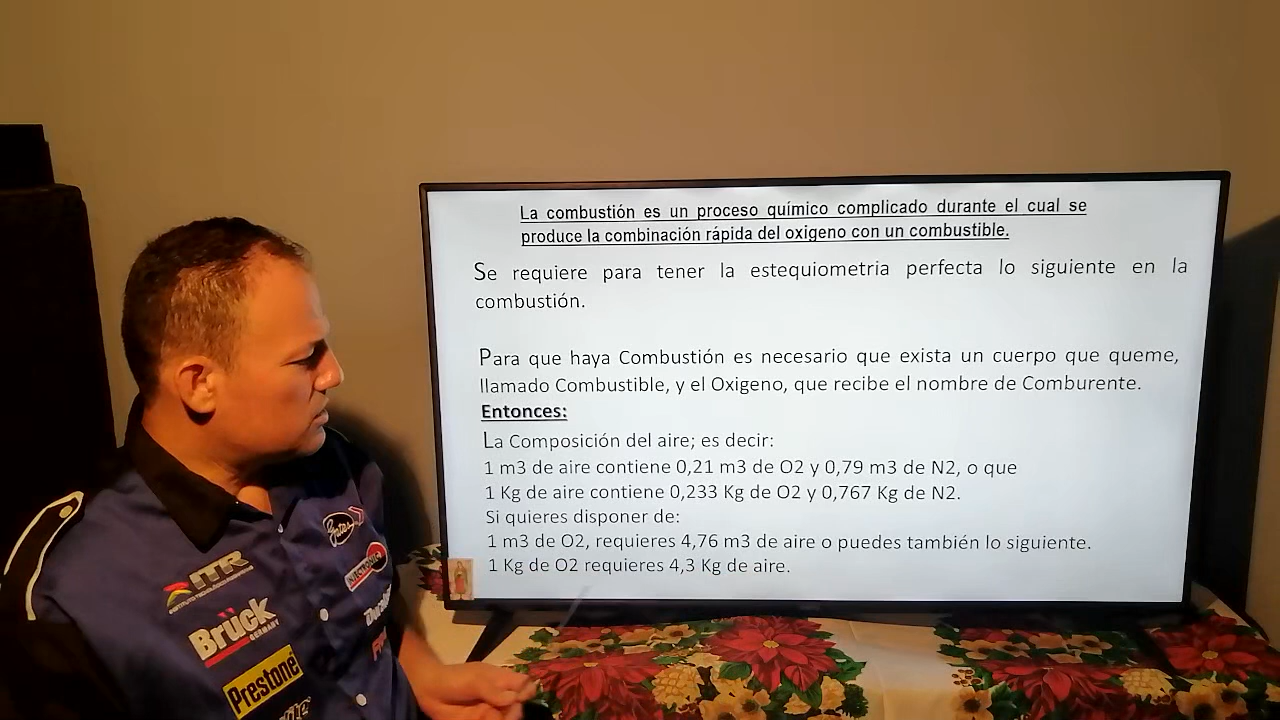 La combustión es un proceso químico complicado durante el cual se
produce la combinación rápida del oxigeno con un combustible.
Se requiere para tener la estequiometria perfecta lo siguiente en la
combustión.
Para que haya Combustión es necesario que exista un cuerpo que queme,
llamado Combustible, y el Oxigeno, que recibe el nombre de Comburente.
Entonces:
La Composición del aire; es decir:
1 m3 de aire contiene 0,21 m3 de O2 y 0,79 m3 de N2, o que
1 Kg de aire contiene 0,233 Kg de O2 y 0,767 Kg de N2.
Si quieres disponer de:
1 m3 de O2, requieres 4,76 m3 de aire o puedes también lo siguiente.
1 Kg de O2 requieres 4,3 Kg de aire.
Gates
ITR
Brück
GERMANY
Prestone